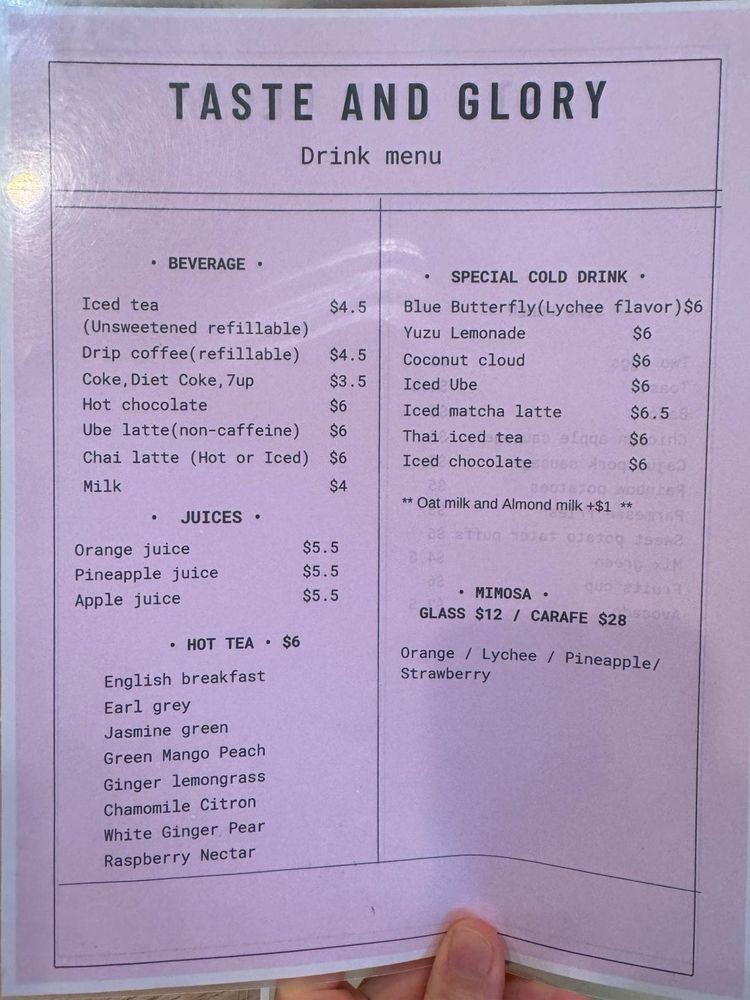 TASTE AND GLORY
Drink menu
• BEVERAGE •
Iced tea $4.5
(Unsweetened refillable)
Drip coffee(refillable) $4.5
Coke,Diet Coke,7up $3.5
Hot chocolate $6
Ube latte(non-caffeine) $6
Chai latte (Hot or Iced) $6
Milk $4
• JUICES •
Orange juice $5.5
Pineapple juice $5.5
Apple juice $5.5
• HOT TEA • $6
English breakfast
Earl grey
Jasmine green
Green Mango Peach
Ginger lemongrass
Chamomile Citron
White Ginger Pear
Raspberry Nectar
• SPECIAL COLD DRINK •
Blue Butterfly(Lychee flavor)$6
Yuzu Lemonade $6
Coconut cloud $6
Iced Ube $6
Iced matcha latte $6.5
Thai iced tea $6
Iced chocolate $6
** Oat milk and Almond milk +$1 **
• MIMOSA •
GLASS $12 / CARAFE $28
Orange / Lychee / Pineapple/
Strawberry